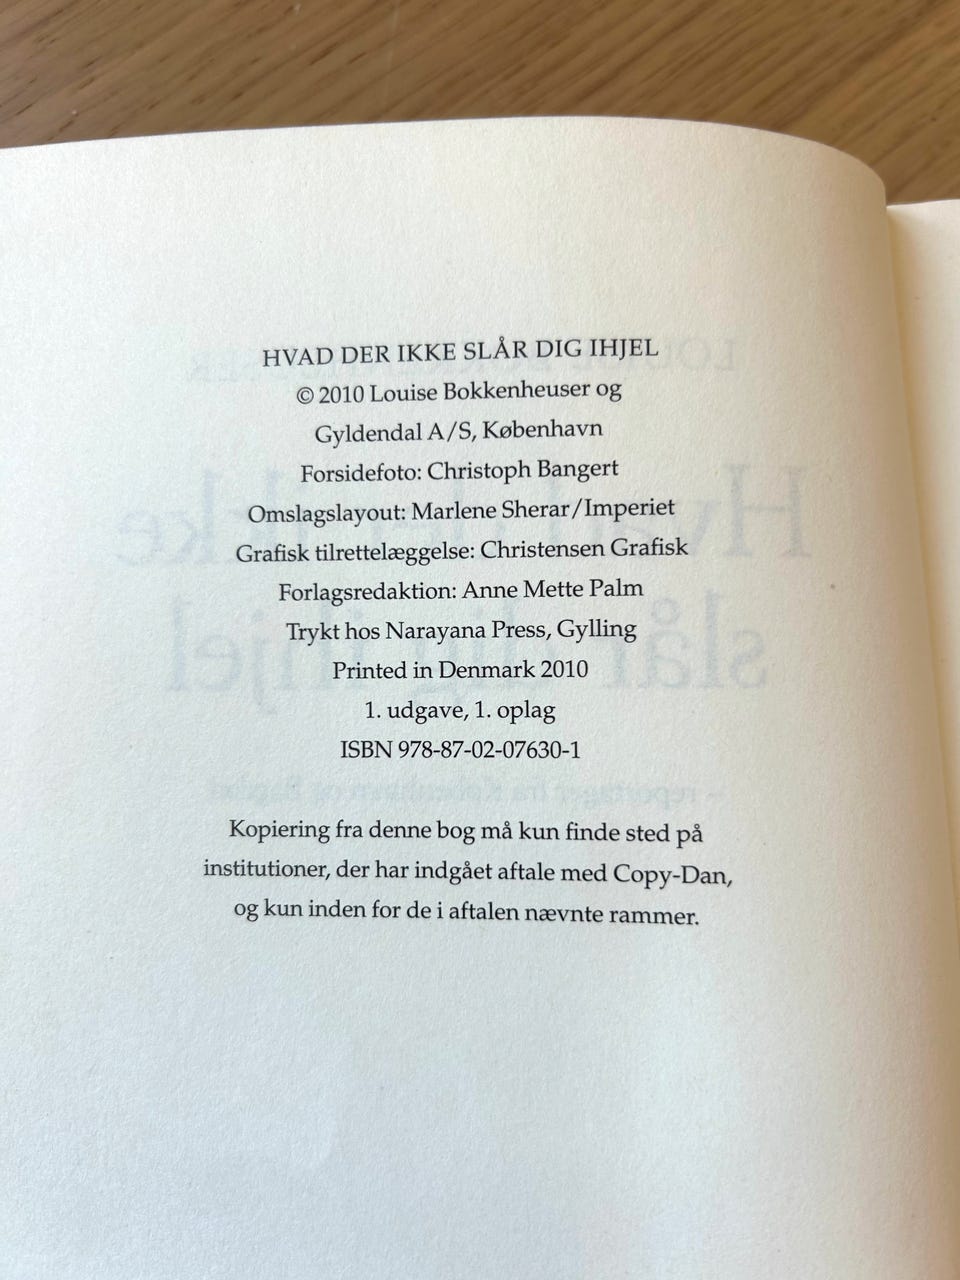 HVAD DER IKKE SLÅR DIG IHJEL
© 2010 Louise Bokkenheuser og
Gyldendal A/S, København
Forsidefoto: Christoph Bangert
Omslagslayout: Marlene Sherar/Imperiet
Grafisk tilrettelæggelse: Christensen Grafisk
Forlagsredaktion: Anne Mette Palm
Trykt hos Narayana Press, Gylling
Printed in Denmark 2010
1. udgave, 1. oplag
ISBN 978-87-02-07630-1
Kopiering fra denne bog må kun finde sted på
institutioner, der har indgået aftale med Copy-Dan,
og kun inden for de i aftalen nævnte rammer.